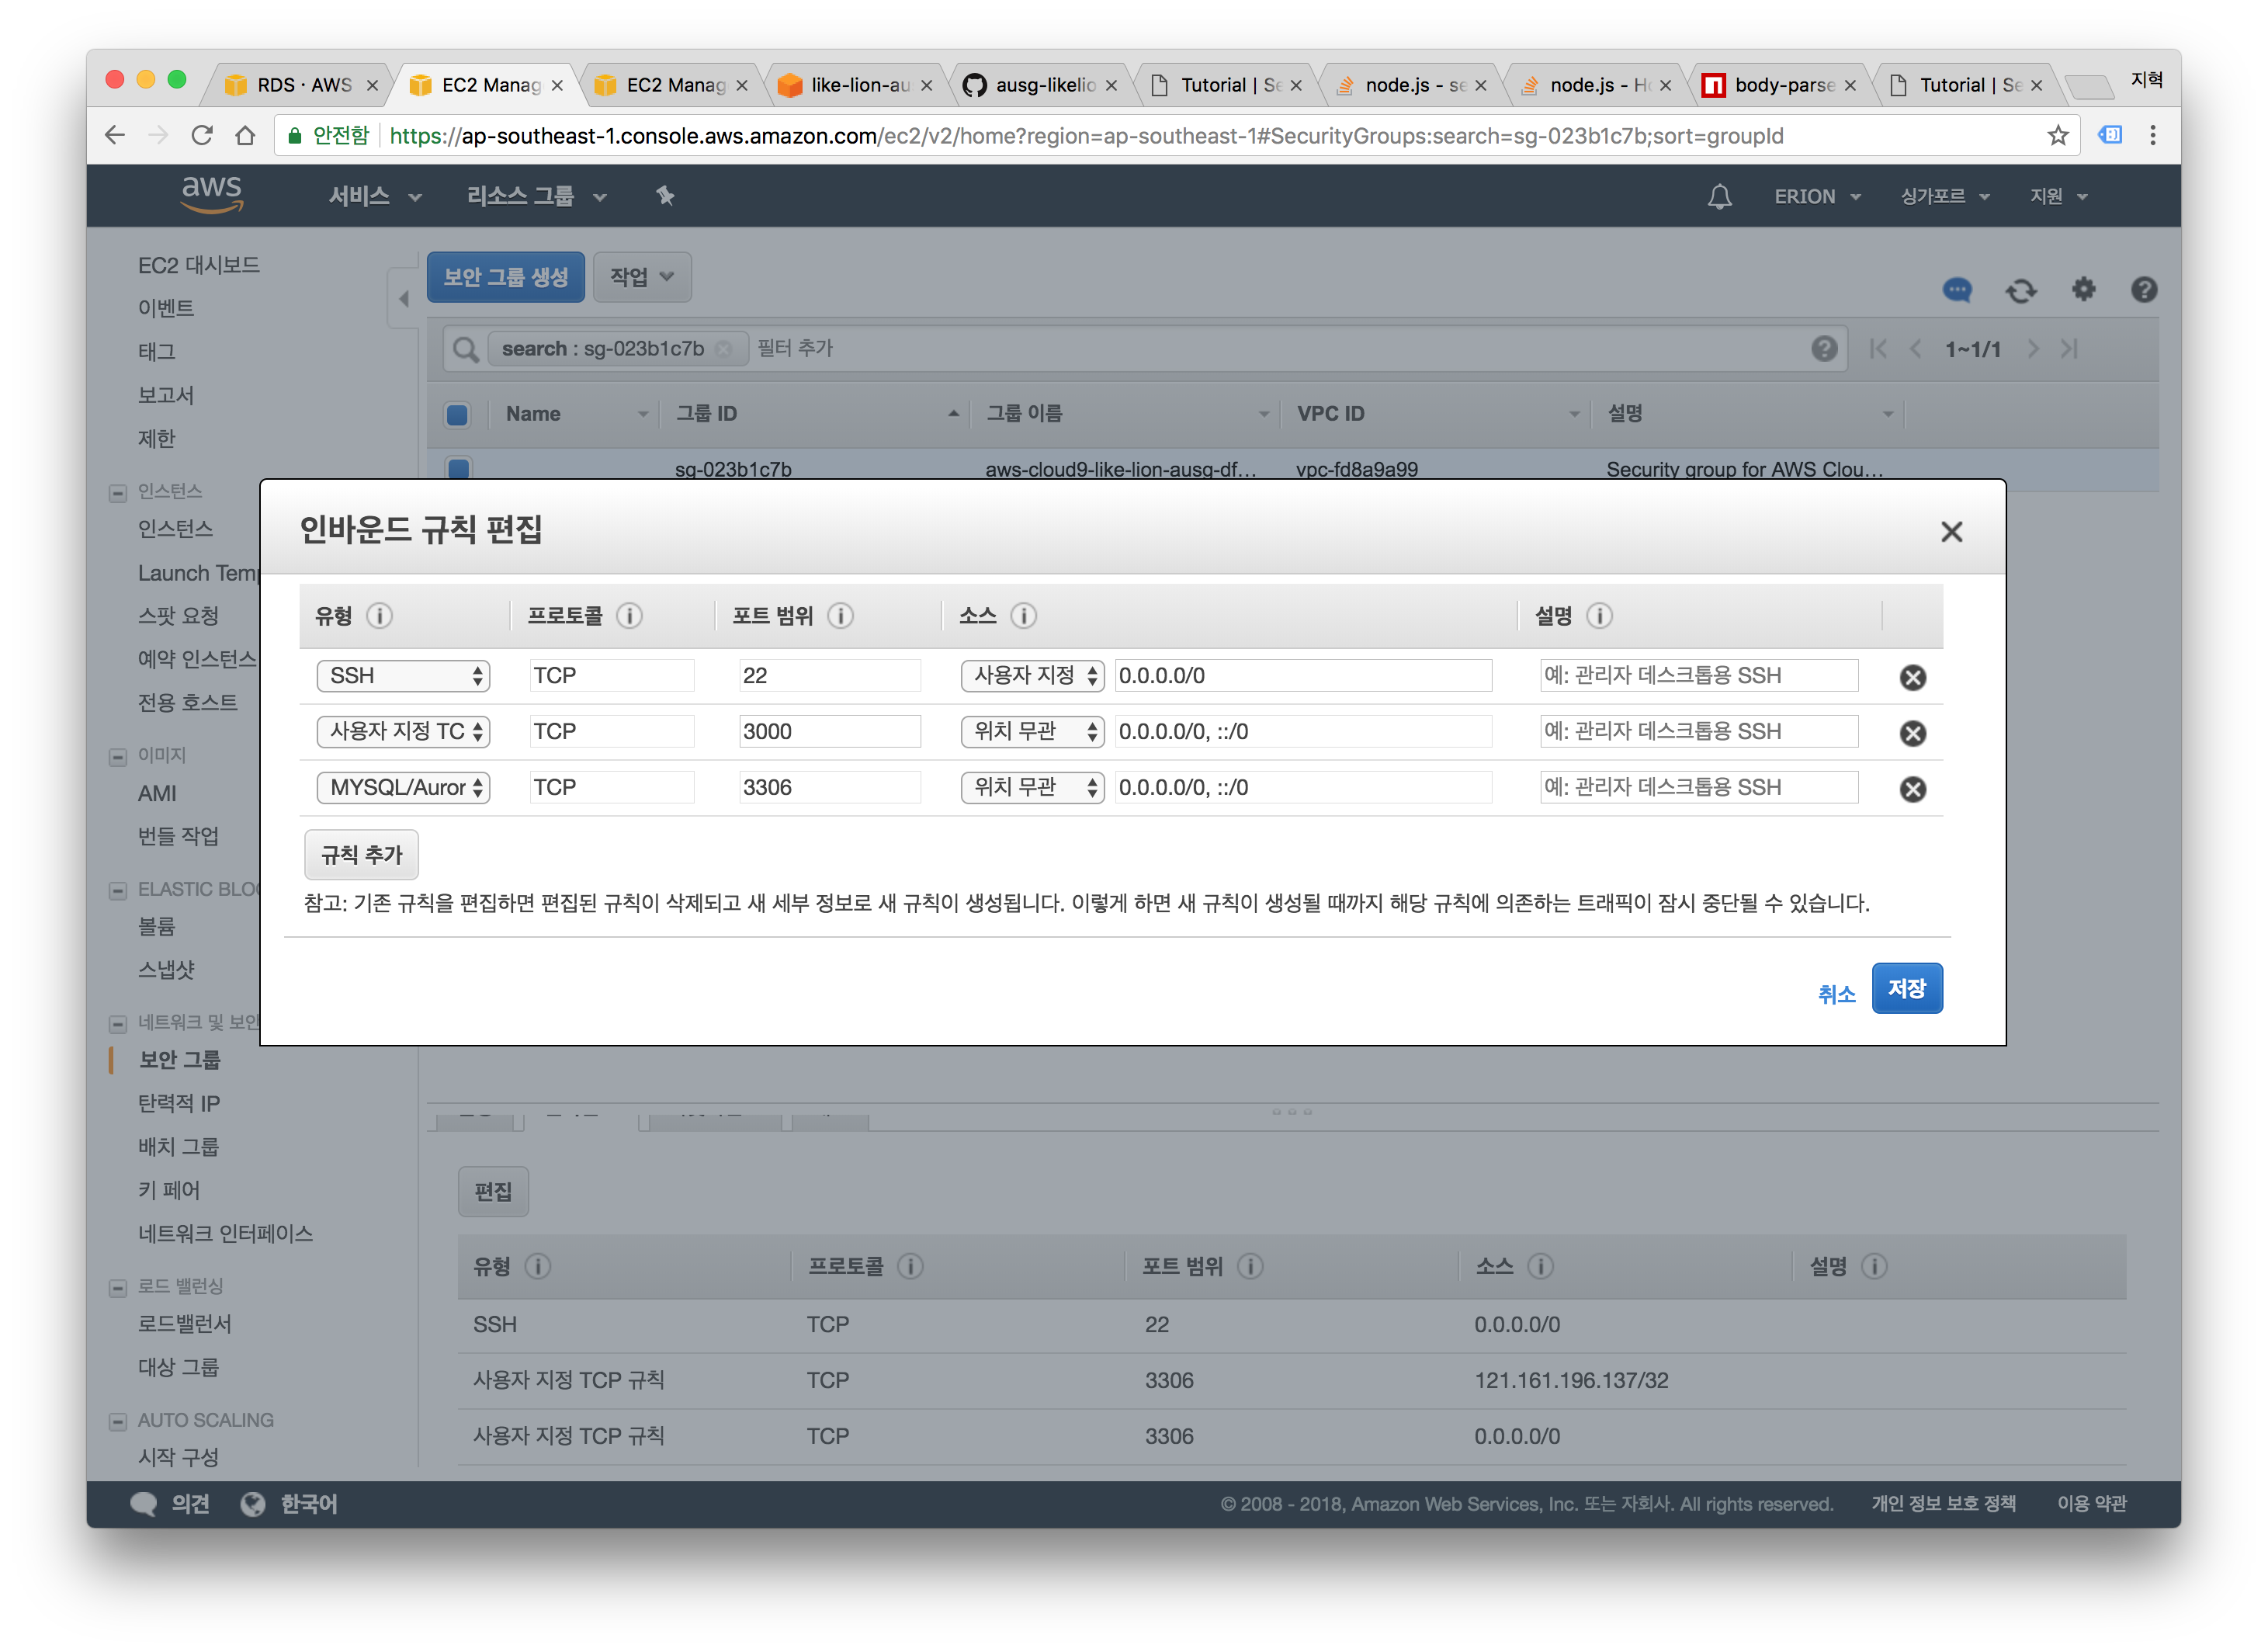 RDS · AWS
EC2 Manag
EC2 Manag
like-lion-au
ausg-likelio
Tutorial | Se
node.js - se
node.js - Ho
body-parse
Tutorial | Se
지혁
안전함 https://ap-southeast-1.console.aws.amazon.com/ec2/v2/home?region=ap-southeast-1#SecurityGroups:search=sg-023b1c7b;sort=groupId
aws 서비스 리소스 그룹 ERION 싱가포르 지원
EC2 대시보드
이벤트
태그
보고서
제한
인스턴스
인스턴스
Launch Temp
스팟 요청
예약 인스턴스
전용 호스트
이미지
AMI
번들 작업
ELASTIC BLOC
볼륨
스냅샷
네트워크 및 보안
보안 그룹
탄력적 IP
배치 그룹
키 페어
네트워크 인터페이스
로드 밸런싱
로드밸런서
대상 그룹
AUTO SCALING
시작 구성
보안 그룹 생성 작업
search : sg-023b1c7b 필터 추가 1~1/1
Name 그룹 ID 그룹 이름 VPC ID 설명
sg-023b1c7b aws-cloud9-like-lion-ausg-df... vpc-fd8a9a99 Security group for AWS Clou...
인바운드 규칙 편집
유형 프로토콜 포트 범위 소스 설명
SSH TCP 22 사용자 지정 0.0.0.0/0 예: 관리자 데스크톱용 SSH
사용자 지정 TC TCP 3000 위치 무관 0.0.0.0/0, ::/0 예: 관리자 데스크톱용 SSH
MYSQL/Auror TCP 3306 위치 무관 0.0.0.0/0, ::/0 예: 관리자 데스크톱용 SSH
규칙 추가
참고: 기존 규칙을 편집하면 편집된 규칙이 삭제되고 새 세부 정보로 새 규칙이 생성됩니다. 이렇게 하면 새 규칙이 생성될 때까지 해당 규칙에 의존하는 트래픽이 잠시 중단될 수 있습니다.
취소 저장
편집
유형 프로토콜 포트 범위 소스 설명
SSH TCP 22 0.0.0.0/0
사용자 지정 TCP 규칙 TCP 3306 121.161.196.137/32
사용자 지정 TCP 규칙 TCP 3306 0.0.0.0/0
의견 한국어 © 2008 - 2018, Amazon Web Services, Inc. 또는 자회사. All rights reserved. 개인 정보 보호 정책 이용 약관